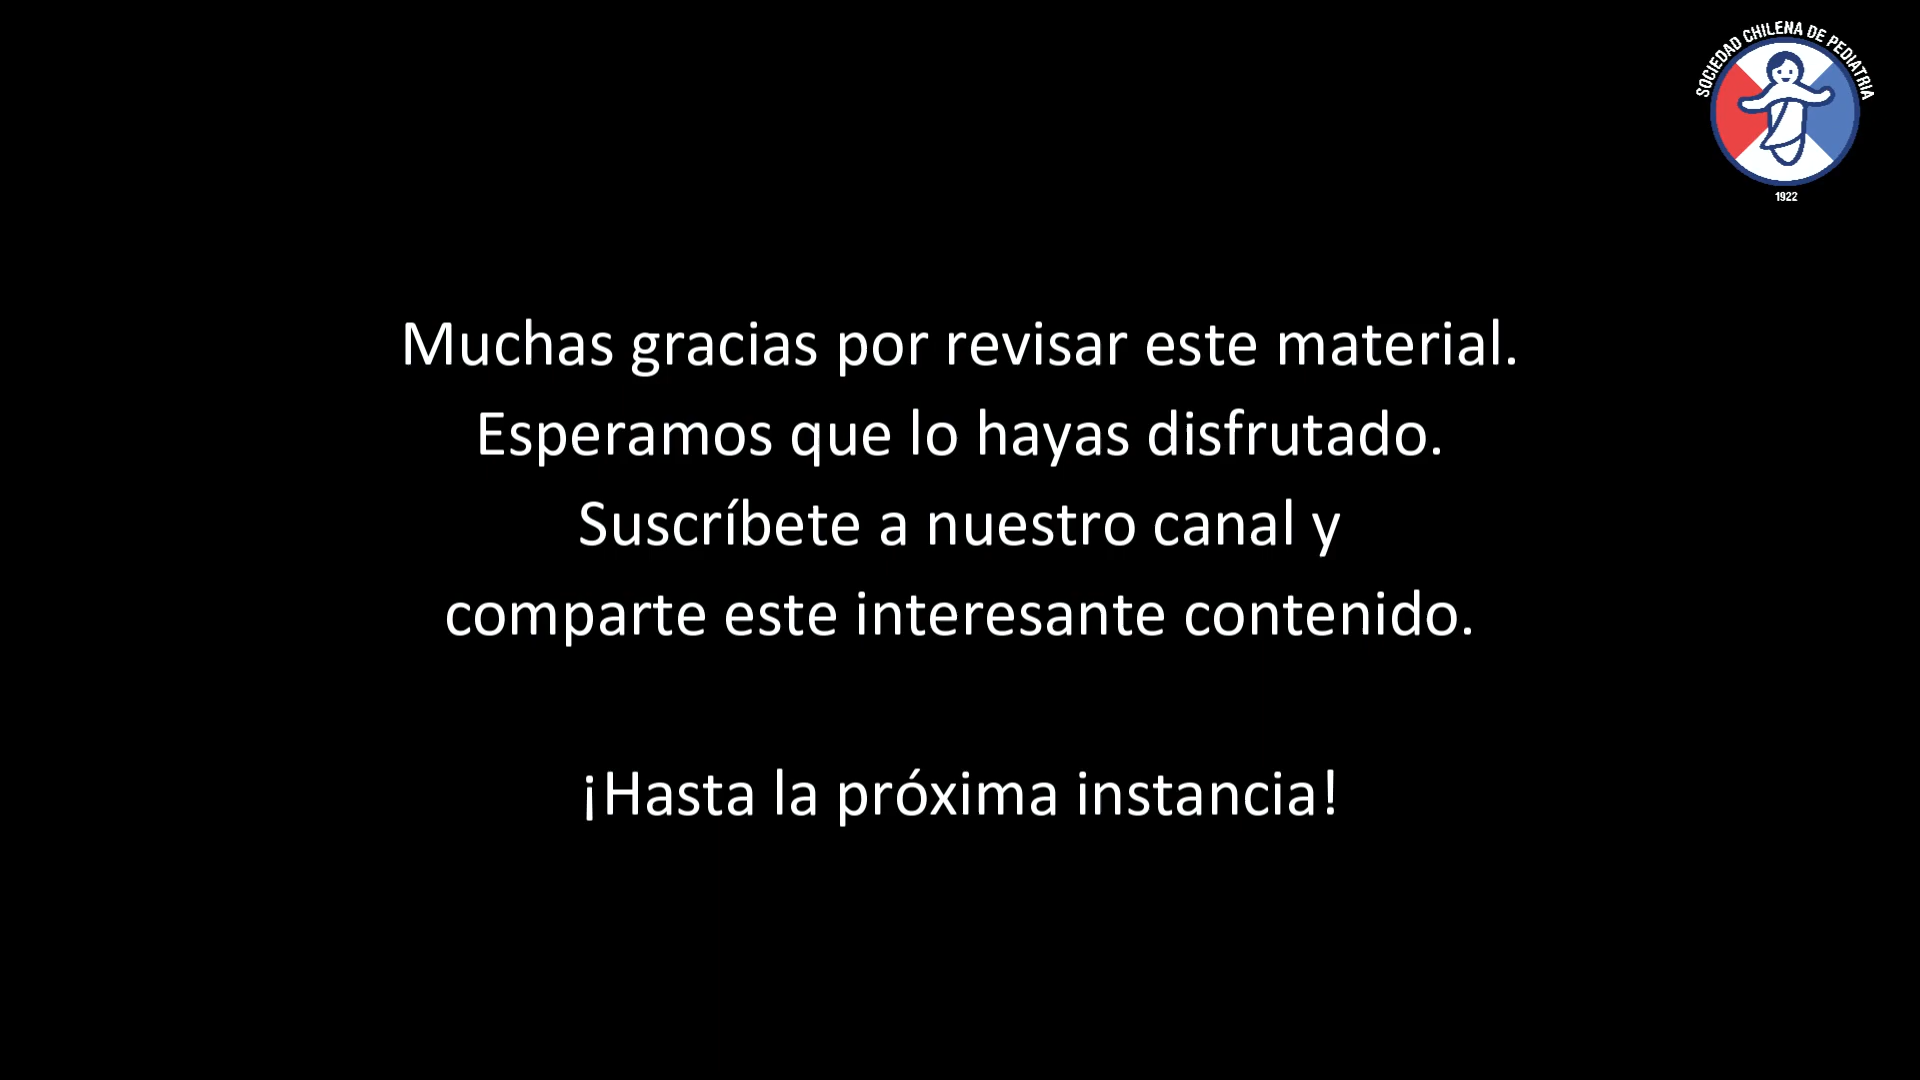 SOCIEDAD CHILENA DE PEDIATRIA
1922
Muchas gracias por revisar este material.
Esperamos que lo hayas disfrutado.
Suscríbete a nuestro canal y
comparte este interesante contenido.
¡Hasta la próxima instancia!